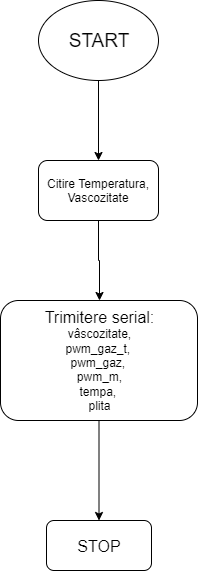 START
Citire Temperatura,
Vascozitate
Trimitere serial:
vâscozitate,
pwm_gaz_t,
pwm_gaz,
pwm_m,
tempa,
plita
STOP